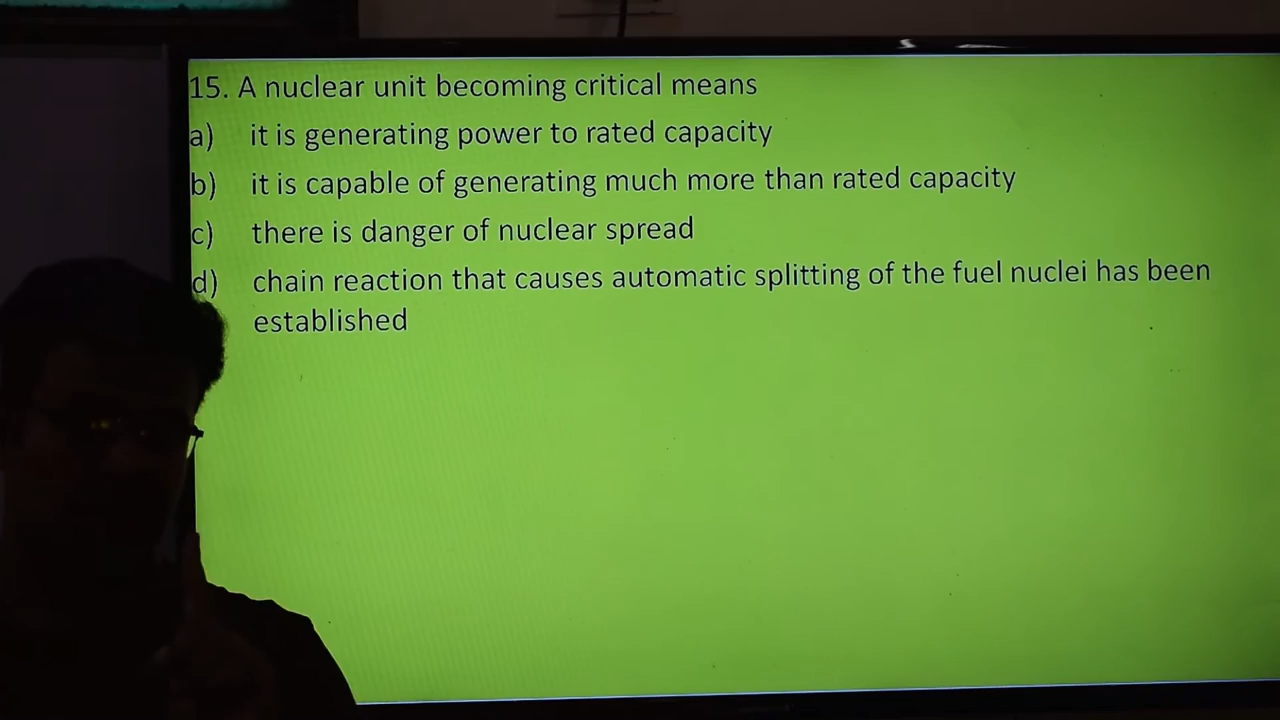 15. A nuclear unit becoming critical means
a) it is generating power to rated capacity
b) it is capable of generating much more than rated capacity
c) there is danger of nuclear spread
d) chain reaction that causes automatic splitting of the fuel nuclei has been
established